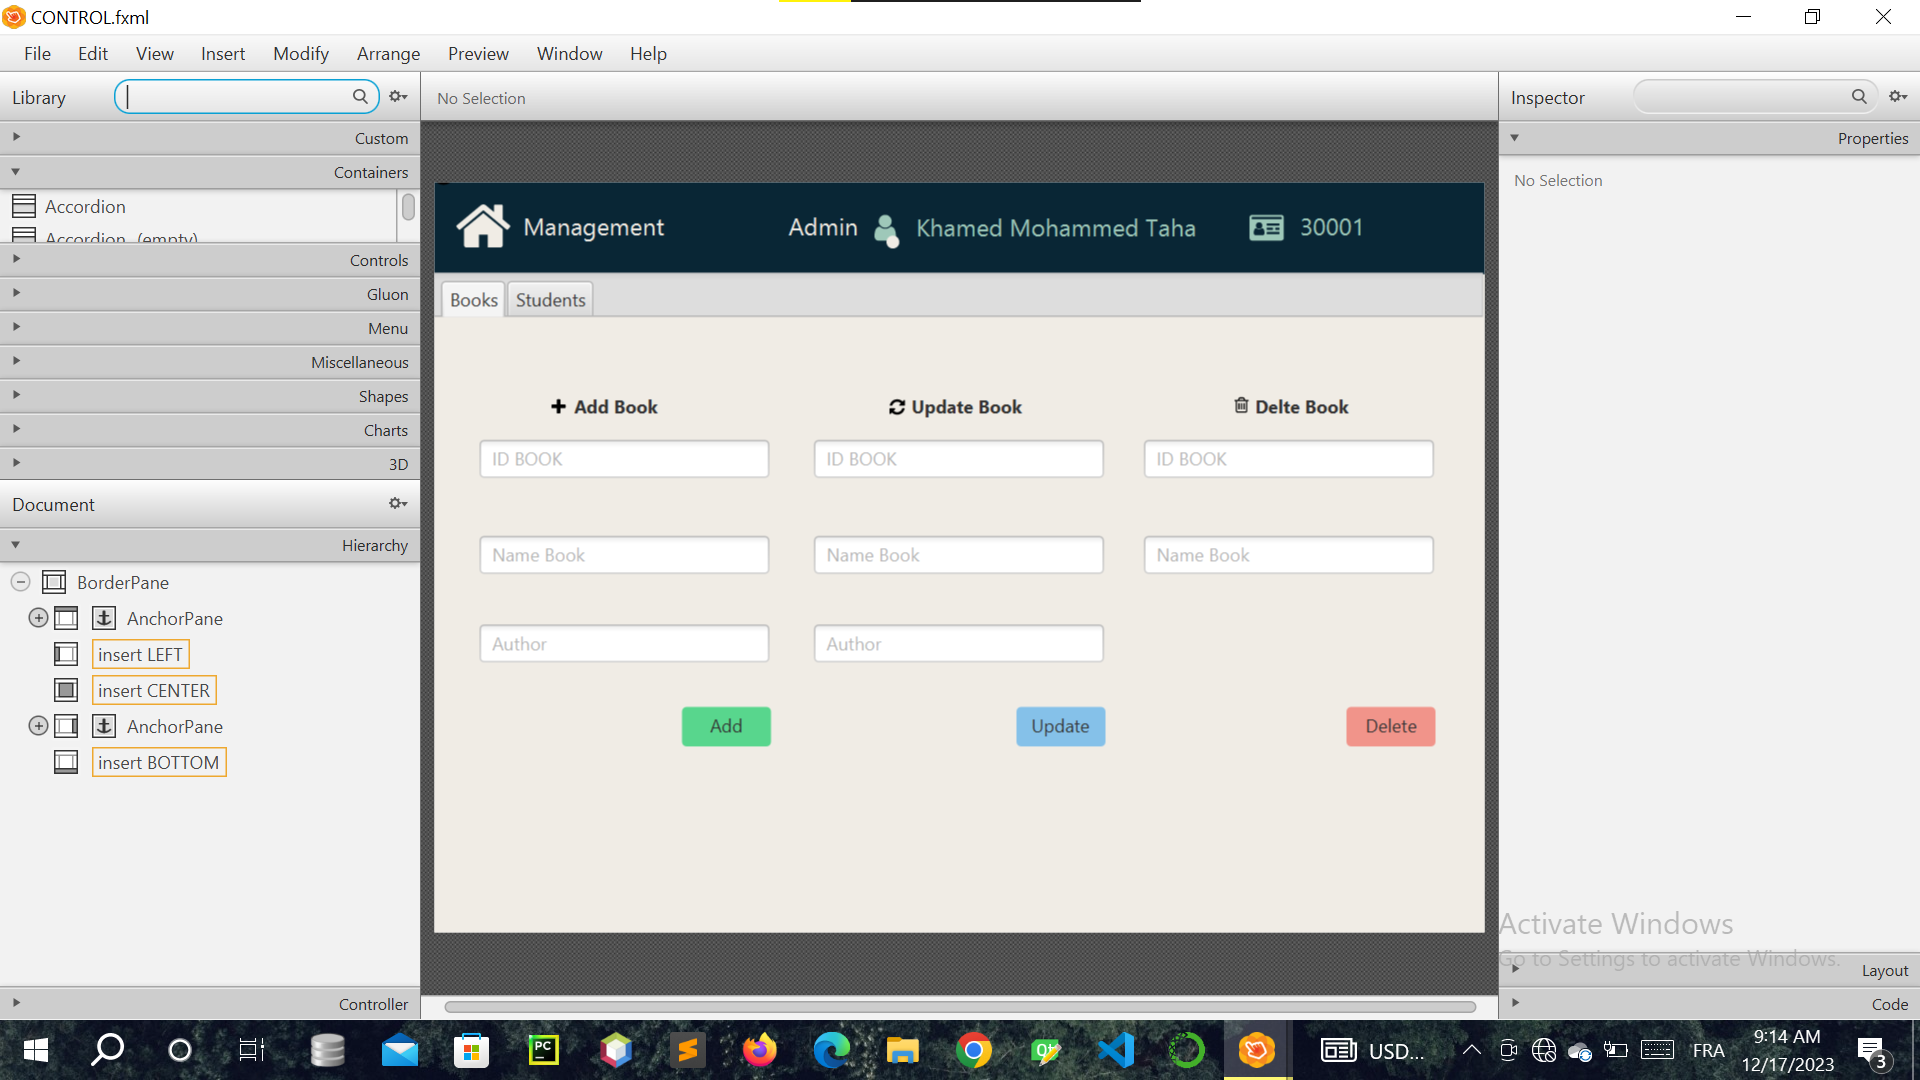 CONTROL.fxml
File Edit View Insert Modify Arrange Preview Window Help
Library
No Selection
Inspector
Custom
Containers
Accordion
Accordion (empty)
Controls
Gluon
Menu
Miscellaneous
Shapes
Charts
3D
Document
Hierarchy
BorderPane
AnchorPane
insert LEFT
insert CENTER
AnchorPane
insert BOTTOM
Controller
Management Admin Khamed Mohammed Taha 30001
Books Students
Add Book Update Book Delte Book
ID BOOK ID BOOK ID BOOK
Name Book Name Book Name Book
Author Author
Add Update Delete
Properties
No Selection
Activate Windows
Go to Settings to activate Windows.
Layout
Code
PC
Qt
USD...
FRA
9:14 AM
12/17/2023
3